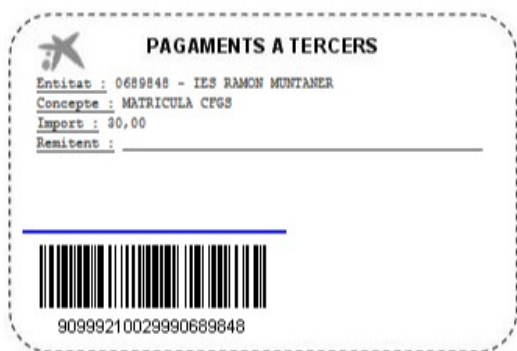 PAGAMENTS A TERCERS
Entitat : 0689848 - IES RAMON MUNTANER
Concepte : MATRICULA CFGS
Import : 30,00
Remitent :
90999210029990689848